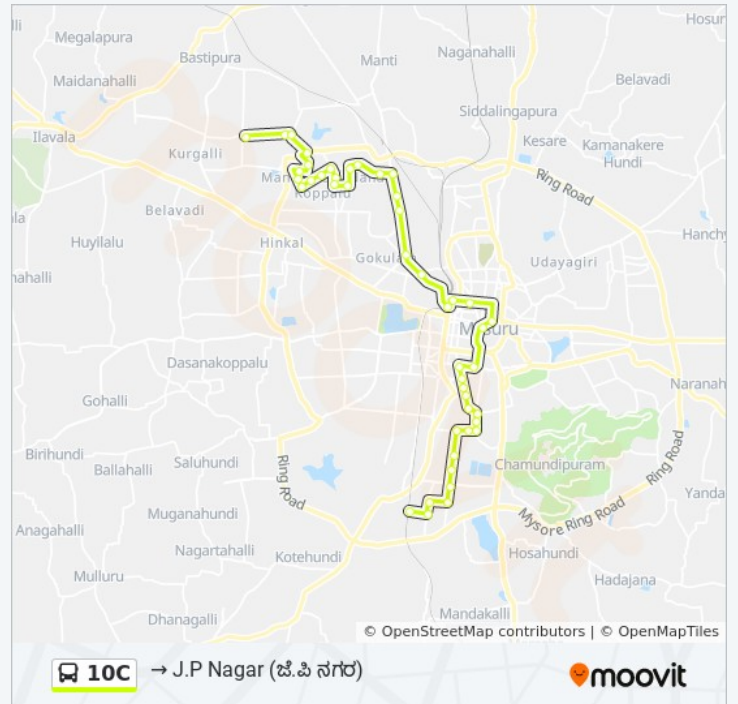 Hosur
lli
Megalapura
Manti
Naganahalli
Bastipura
Maidanahalli
Belavadi
Siddalingapura
Ilavala
Kesare
Kamanakere
Hundi
Kurgalli
Ring Road
Koppalu
ala
Belavadi
Huyilalu
Hinkal
Hanchy
Gokula
Udayagiri
nahalli
Dasanakoppalu
Naranah
Gohalli
Birihundi
Ballahalli
Saluhundi
Chamundipuram
Ring Road
Ring Road
Yanda
Muganahundi
Mysore Ring Road
Anagahalli
Nagartahalli
Kotehundi
Hosahundi
Mulluru
Hadajana
Dhanagalli
Mandakalli
© OpenStreetMap contributors | © OpenMapTiles
10C → J.P Nagar (ಜೆ.ಪಿ ನಗರ)
moovit